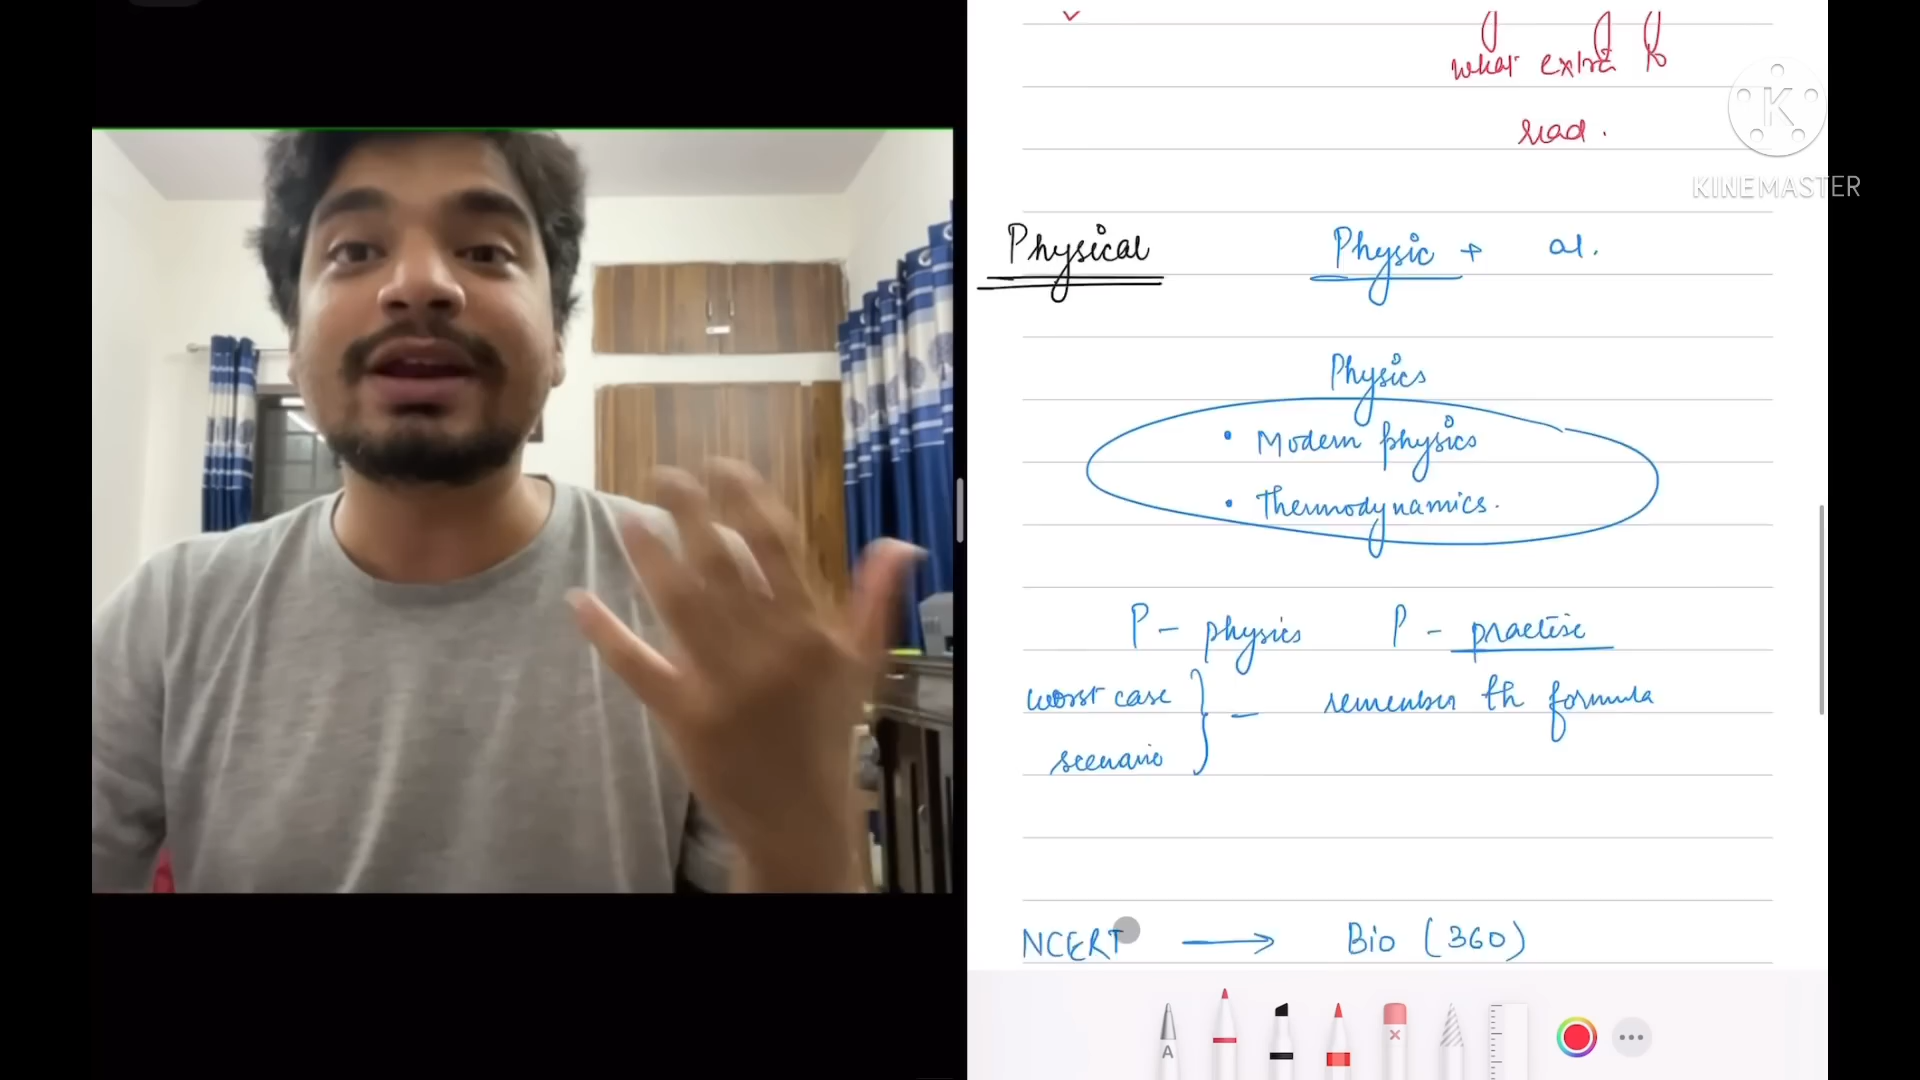 what extra to
read.
KINEMASTER
Physical Physic + al.
Physics
• Modern physics
• Thermodynamics.
P - physics P - practise
worst case
scenario } - remember th formula
NCERT → Bio (360)
A